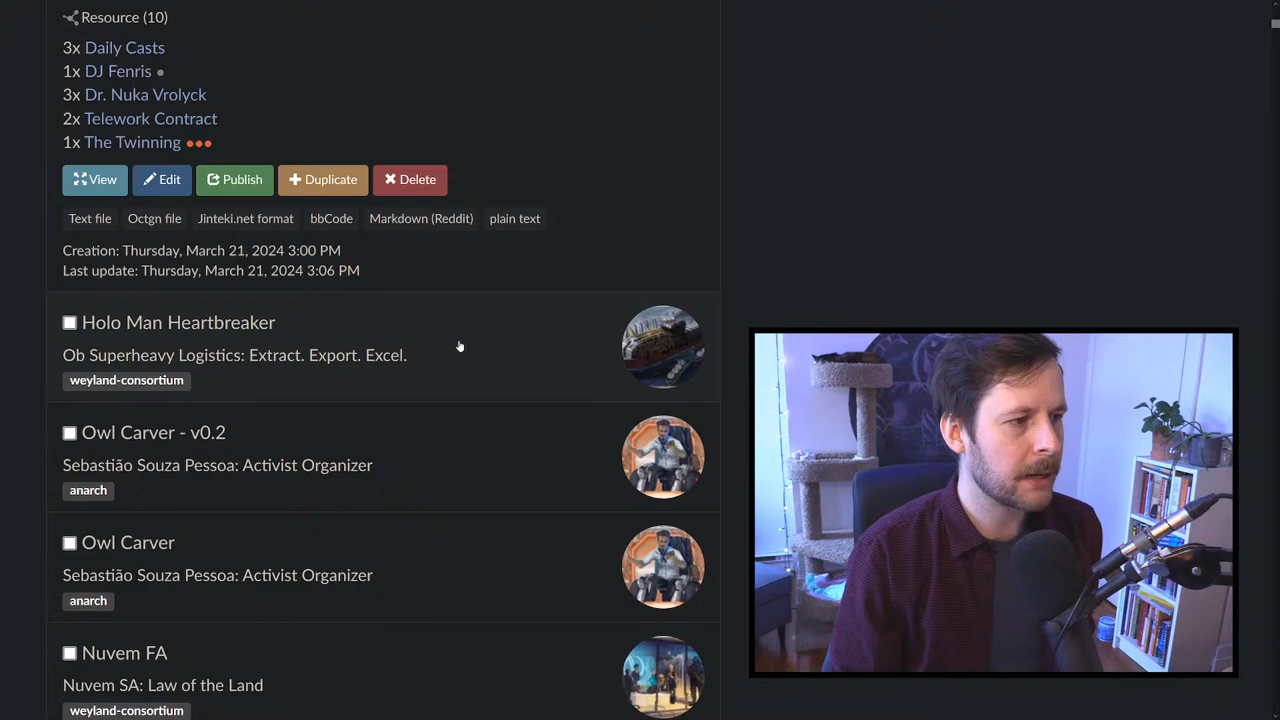 Resource (10)
3x Daily Casts
1x DJ Fenris
3x Dr. Nuka Vrolyck
2x Telework Contract
1x The Twinning
View Edit Publish Duplicate Delete
Text file Octgn file Jinteki.net format bbCode Markdown (Reddit) plain text
Creation: Thursday, March 21, 2024 3:00 PM
Last update: Thursday, March 21, 2024 3:06 PM
Holo Man Heartbreaker
Ob Superheavy Logistics: Extract. Export. Excel.
weyland-consortium
Owl Carver - v0.2
Sebastião Souza Pessoa: Activist Organizer
anarch
Owl Carver
Sebastião Souza Pessoa: Activist Organizer
anarch
Nuvem FA
Nuvem SA: Law of the Land
weyland-consortium